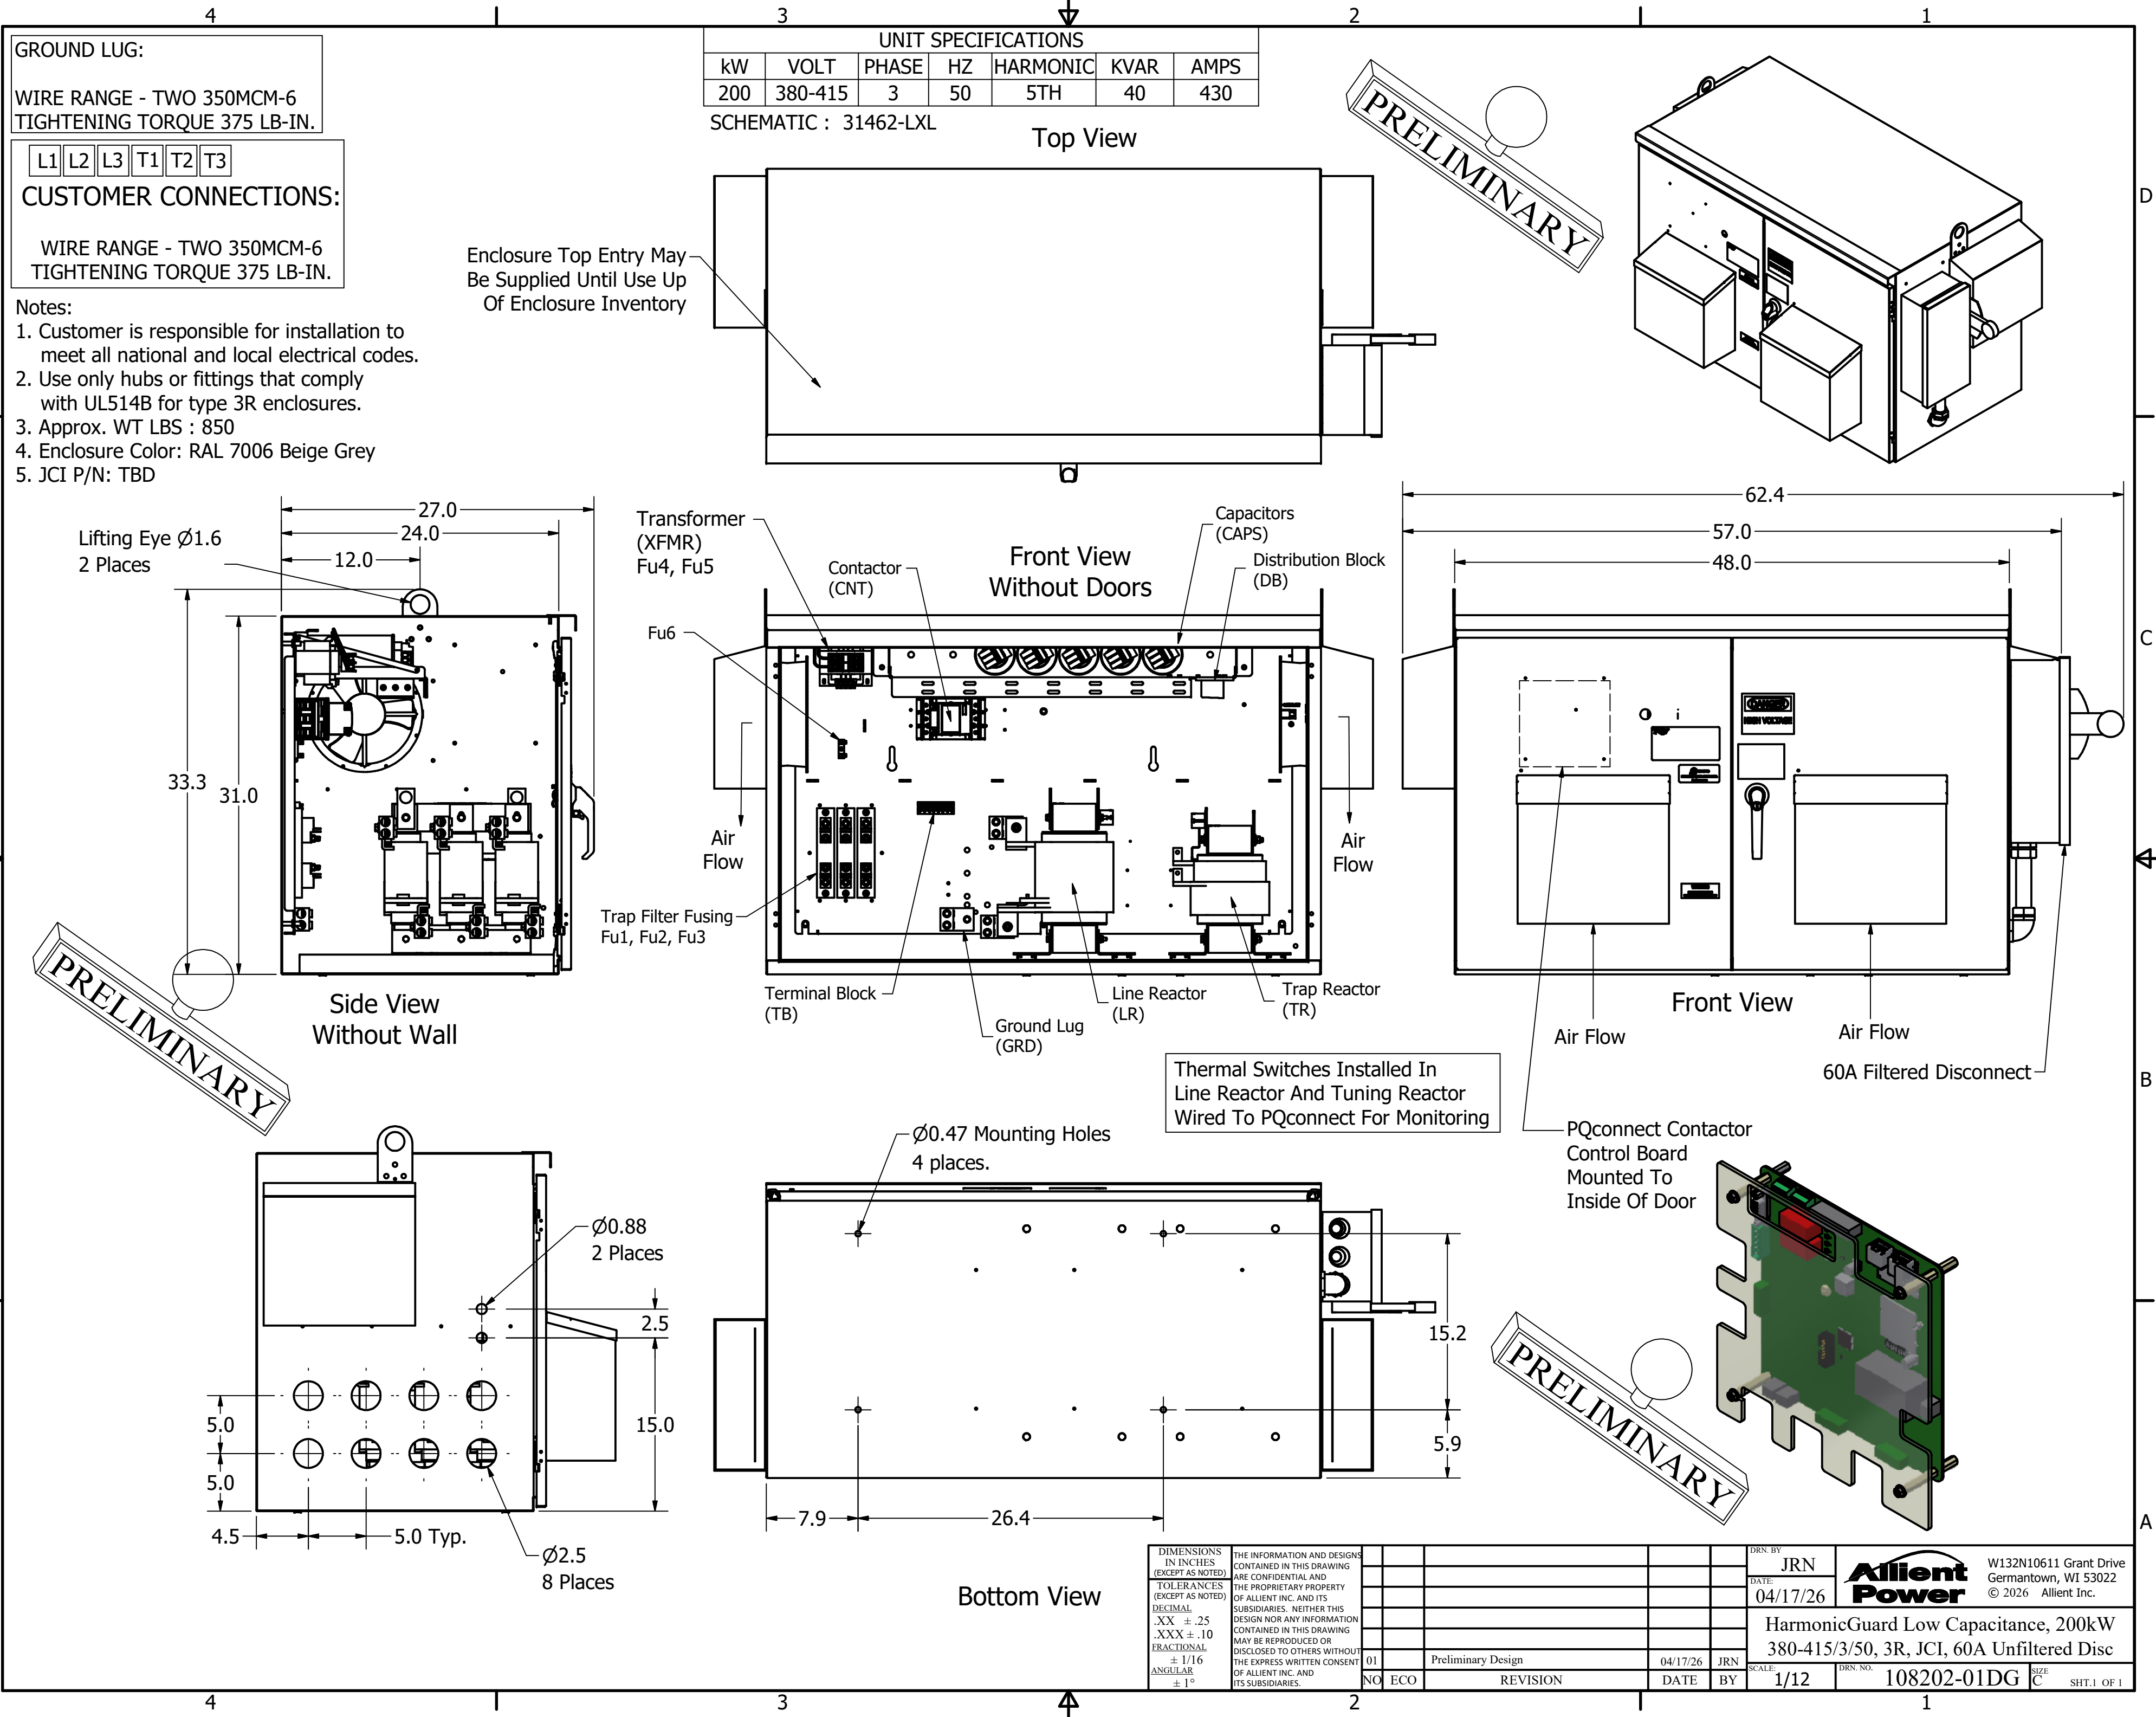 4
3
2
1
GROUND LUG:
WIRE RANGE - TWO 350MCM-6
TIGHTENING TORQUE 375 LB-IN.
L1 L2 L3 T1 T2 T3
CUSTOMER CONNECTIONS:
WIRE RANGE - TWO 350MCM-6
TIGHTENING TORQUE 375 LB-IN.
Notes:
1. Customer is responsible for installation to
meet all national and local electrical codes.
2. Use only hubs or fittings that comply
with UL514B for type 3R enclosures.
3. Approx. WT LBS : 850
4. Enclosure Color: RAL 7006 Beige Grey
5. JCI P/N: TBD
UNIT SPECIFICATIONS
kW VOLT PHASE HZ HARMONIC KVAR AMPS
200 380-415 3 50 5TH 40 430
SCHEMATIC : 31462-LXL
Top View
Enclosure Top Entry May
Be Supplied Until Use Up
Of Enclosure Inventory
PRELIMINARY
D
27.0
24.0
12.0
Lifting Eye Ø1.6
2 Places
33.3
31.0
Side View
Without Wall
PRELIMINARY
Transformer
(XFMR)
Fu4, Fu5
Contactor
(CNT)
Front View
Without Doors
Capacitors
(CAPS)
Distribution Block
(DB)
Fu6
Air
Flow
Air
Flow
Trap Filter Fusing
Fu1, Fu2, Fu3
Terminal Block
(TB)
Ground Lug
(GRD)
Line Reactor
(LR)
Trap Reactor
(TR)
62.4
57.0
48.0
C
DANGER
HIGH VOLTAGE
Front View
Air Flow
Air Flow
60A Filtered Disconnect
Thermal Switches Installed In
Line Reactor And Tuning Reactor
Wired To PQconnect For Monitoring
B
PQconnect Contactor
Control Board
Mounted To
Inside Of Door
Ø0.88
2 Places
2.5
15.0
5.0
5.0
4.5
5.0 Typ.
Ø2.5
8 Places
Ø0.47 Mounting Holes
4 places.
15.2
5.9
7.9
26.4
Bottom View
PRELIMINARY
A
DIMENSIONS
IN INCHES
(EXCEPT AS NOTED)
TOLERANCES
(EXCEPT AS NOTED)
DECIMAL
.XX ± .25
.XXX ± .10
FRACTIONAL
± 1/16
ANGULAR
± 1°
THE INFORMATION AND DESIGNS
CONTAINED IN THIS DRAWING
ARE CONFIDENTIAL AND
THE PROPRIETARY PROPERTY
OF ALLIENT INC. AND ITS
SUBSIDIARIES. NEITHER THIS
DESIGN NOR ANY INFORMATION
CONTAINED IN THIS DRAWING
MAY BE REPRODUCED OR
DISCLOSED TO OTHERS WITHOUT
THE EXPRESS WRITTEN CONSENT
OF ALLIENT INC. AND
ITS SUBSIDIARIES.
01 Preliminary Design 04/17/26 JRN
NO ECO REVISION DATE BY
DRN. BY
JRN
DATE:
04/17/26
Allient
Power
W132N10611 Grant Drive
Germantown, WI 53022
© 2026 Allient Inc.
HarmonicGuard Low Capacitance, 200kW
380-415/3/50, 3R, JCI, 60A Unfiltered Disc
SCALE:
1/12
DRN. NO.
108202-01DG
SIZE
C
SHT.1 OF 1
4
3
2
1